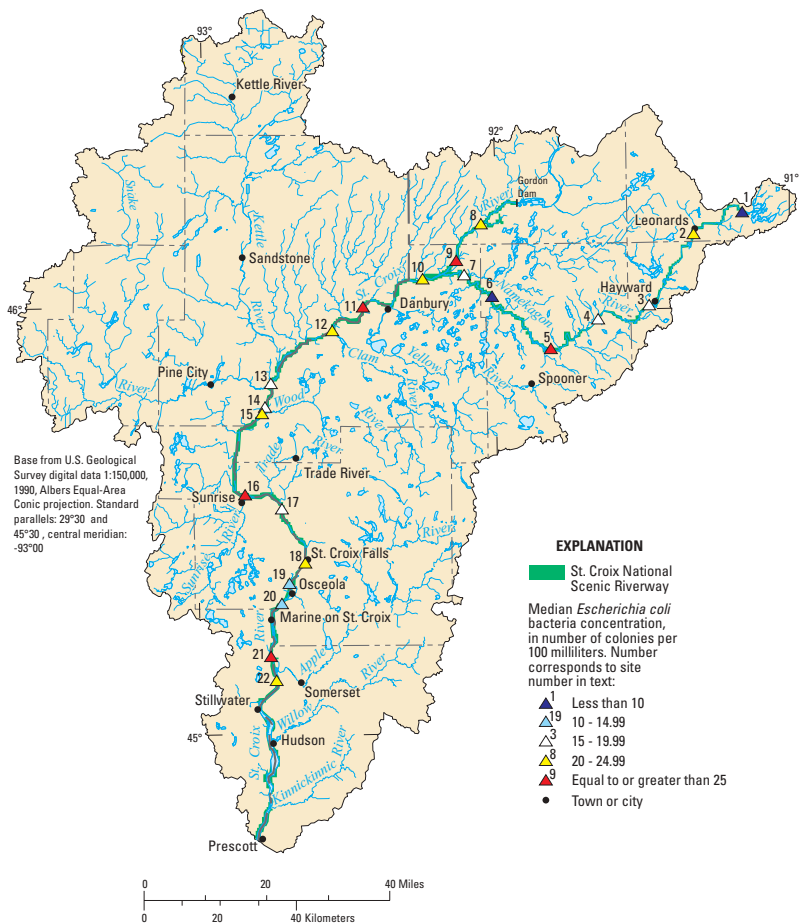 93°
Kettle River
92°
Gordon
Dam
91°
1
Snake
River
8
Leonards
2
Kettle
Sandstone
9
7
10
6
Namekagon
St. Croix
Hayward
3
River
4
46°
11
Danbury
River
12
5
Clam
Yellow
Pine City
13
Spooner
River
River
River
14
Wood
15
River
Trade
River
Base from U.S. Geological
Survey digital data 1:150,000,
1990, Albers Equal-Area
Conic projection. Standard
parallels: 29°30 and
45°30 , central meridian:
-93°00
Trade River
16
Sunrise
17
River
River
Sunrise
18
St. Croix Falls
19
Osceola
20
Marine on St. Croix
River
21
Apple
River
22
Somerset
Stillwater
Willow
45°
Hudson
St. Croix
River
Kinnickinnic
Prescott
EXPLANATION
St. Croix National
Scenic Riverway
Median Escherichia coli
bacteria concentration,
in number of colonies per
100 milliliters. Number
corresponds to site
number in text:
1 Less than 10
19 10 - 14.99
3 15 - 19.99
8 20 - 24.99
9 Equal to or greater than 25
Town or city
0 20 40 Miles
0 20 40 Kilometers